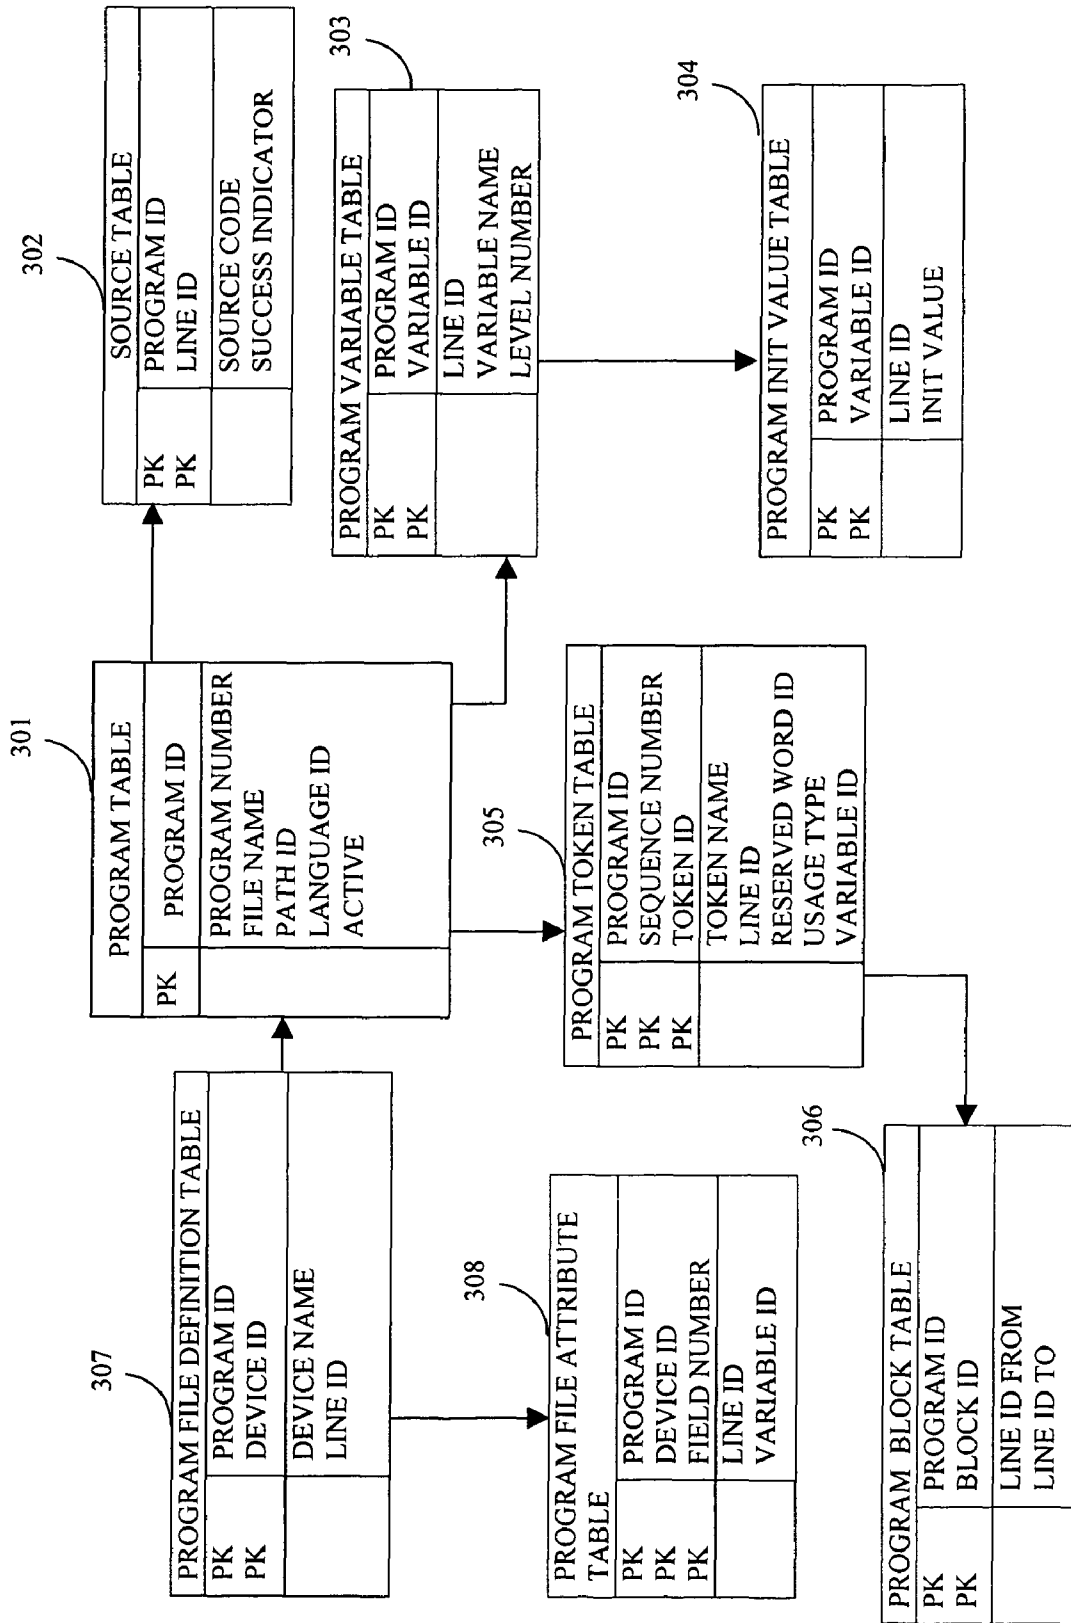 307
PROGRAM FILE DEFINITION TABLE
PK PROGRAM ID
PK DEVICE ID
DEVICE NAME
LINE ID
301
PROGRAM TABLE
PK PROGRAM ID
PROGRAM NUMBER
FILE NAME
PATH ID
LANGUAGE ID
ACTIVE
302
SOURCE TABLE
PK PROGRAM ID
PK LINE ID
SOURCE CODE
SUCCESS INDICATOR
303
PROGRAM VARIABLE TABLE
PK PROGRAM ID
PK VARIABLE ID
LINE ID
VARIABLE NAME
LEVEL NUMBER
308
PROGRAM FILE ATTRIBUTE
TABLE
PK PROGRAM ID
PK DEVICE ID
PK FIELD NUMBER
LINE ID
VARIABLE ID
305
PROGRAM TOKEN TABLE
PK PROGRAM ID
PK SEQUENCE NUMBER
PK TOKEN ID
TOKEN NAME
LINE ID
RESERVED WORD ID
USAGE TYPE
VARIABLE ID
304
PROGRAM INIT VALUE TABLE
PK PROGRAM ID
PK VARIABLE ID
LINE ID
INIT VALUE
306
PROGRAM BLOCK TABLE
PK PROGRAM ID
PK BLOCK ID
LINE ID FROM
LINE ID TO